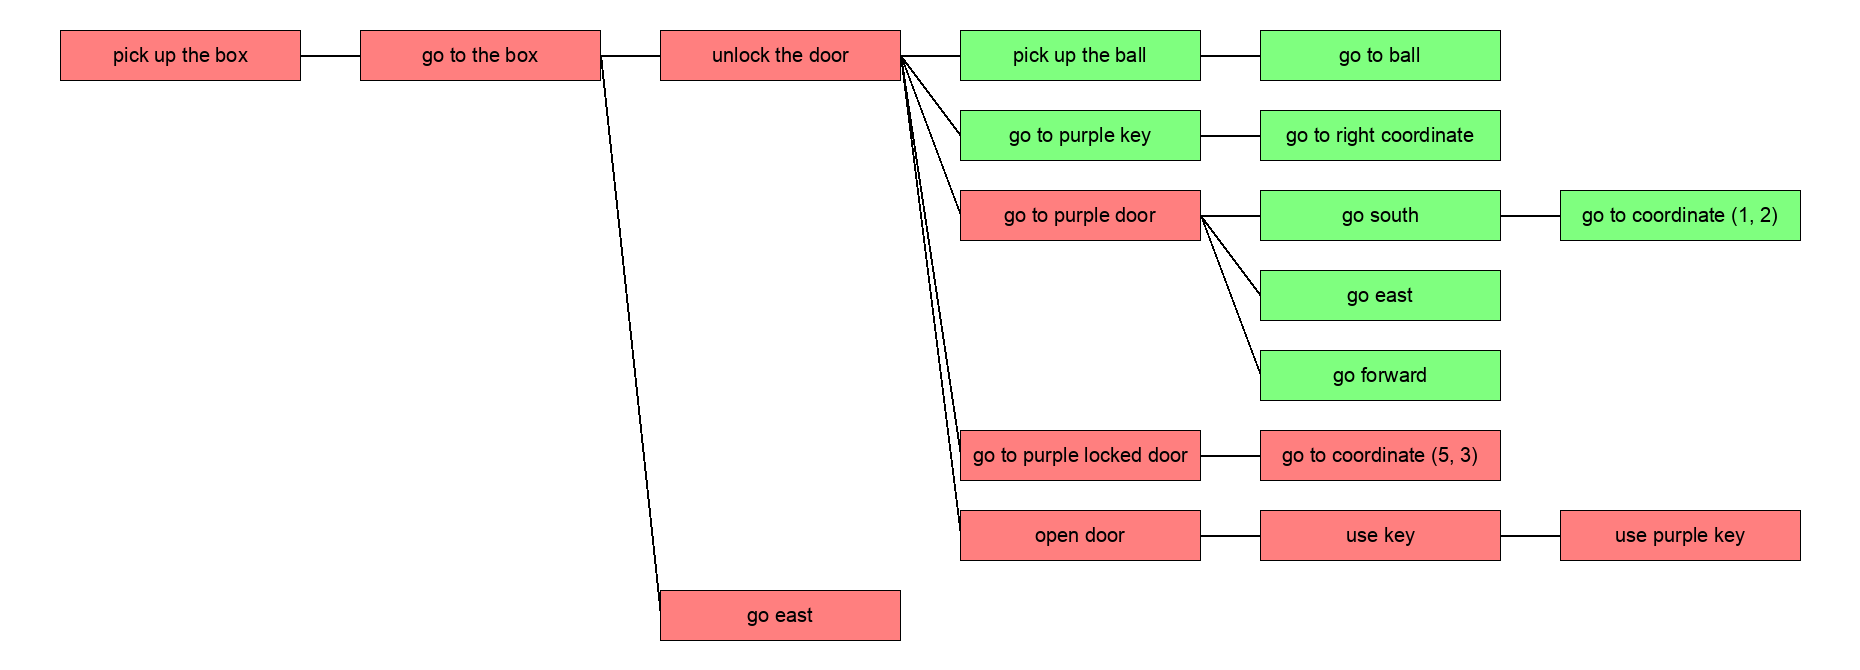 pick up the box
go to the box
unlock the door
pick up the ball
go to ball
go to purple key
go to right coordinate
go to purple door
go south
go to coordinate (1, 2)
go east
go forward
go to purple locked door
go to coordinate (5, 3)
open door
use key
use purple key
go east